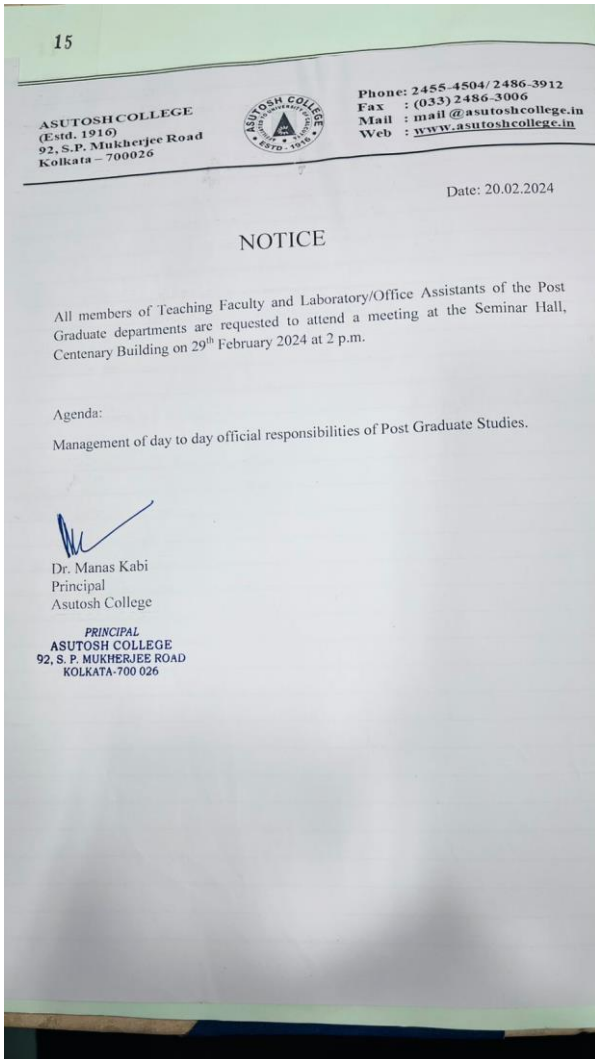 15
ASUTOSH COLLEGE
(Estd. 1916)
92, S.P. Mukherjee Road
Kolkata – 700026
ASUTOSH COLLEGE
ESTD - 1916
Phone: 2455-4504/ 2486-3912
Fax : (033) 2486-3006
Mail : mail @asutoshcollege.in
Web : www.asutoshcollege.in
Date: 20.02.2024
NOTICE
All members of Teaching Faculty and Laboratory/Office Assistants of the Post
Graduate departments are requested to attend a meeting at the Seminar Hall,
Centenary Building on 29th February 2024 at 2 p.m.
Agenda:
Management of day to day official responsibilities of Post Graduate Studies.
Dr. Manas Kabi
Principal
Asutosh College
PRINCIPAL
ASUTOSH COLLEGE
92, S. P. MUKHERJEE ROAD
KOLKATA-700 026